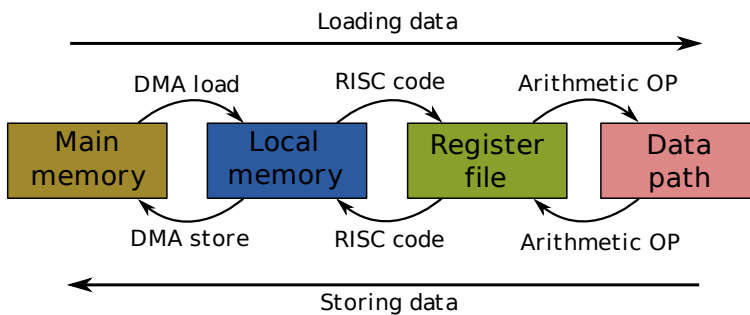 Loading data
DMA load
RISC code
Arithmetic OP
Main
memory
Local
memory
Register
file
Data
path
DMA store
RISC code
Arithmetic OP
Storing data